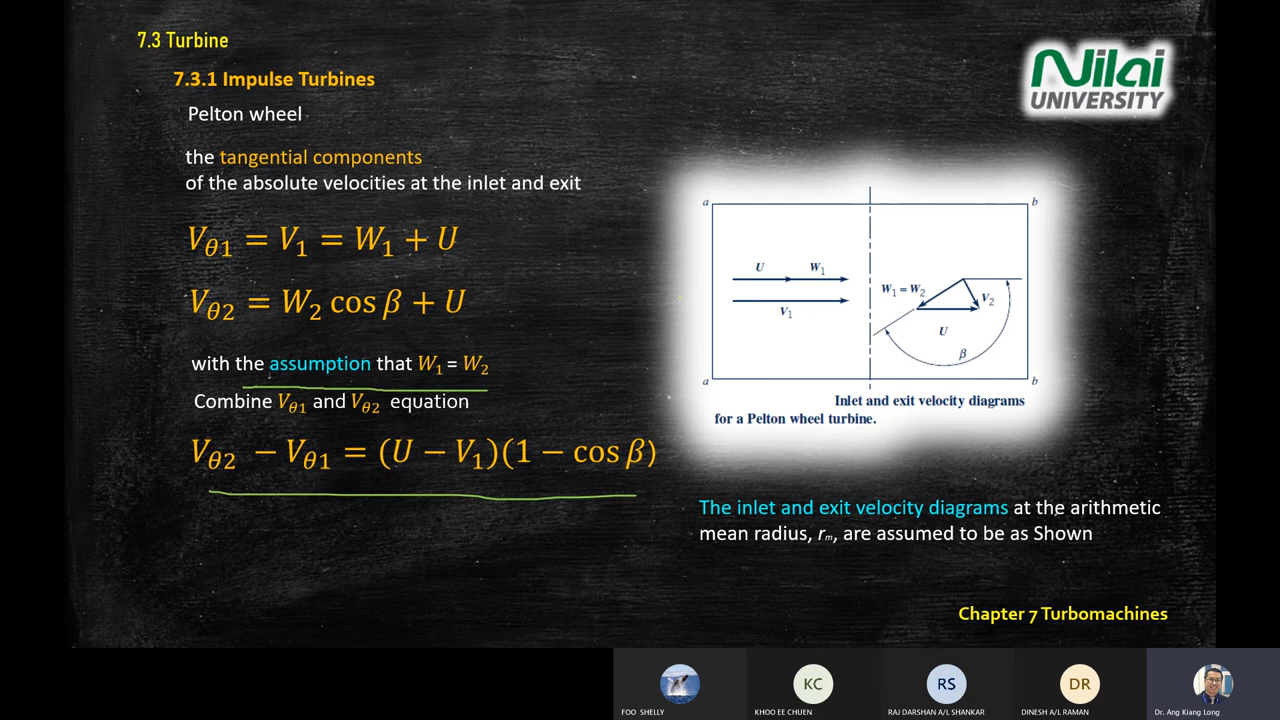 7.3 Turbine
7.3.1 Impulse Turbines
Pelton wheel
the tangential components
of the absolute velocities at the inlet and exit
Vθ1 = V1 = W1 + U
Vθ2 = W2 cos β + U
with the assumption that W1 = W2
Combine Vθ1 and Vθ2 equation
Vθ2 − Vθ1 = (U − V1)(1 − cos β)
Nilai
UNIVERSITY
a b
U W1
V1
W1 = W2
V2
U
β
a b
Inlet and exit velocity diagrams
for a Pelton wheel turbine.
The inlet and exit velocity diagrams at the arithmetic
mean radius, rm, are assumed to be as Shown
Chapter 7 Turbomachines
KC RS DR
FOO SHELLY KHOO EE CHUEN RAJ DARSHAN A/L SHANKAR DINESH A/L RAMAN Dr. Ang Kiang Long